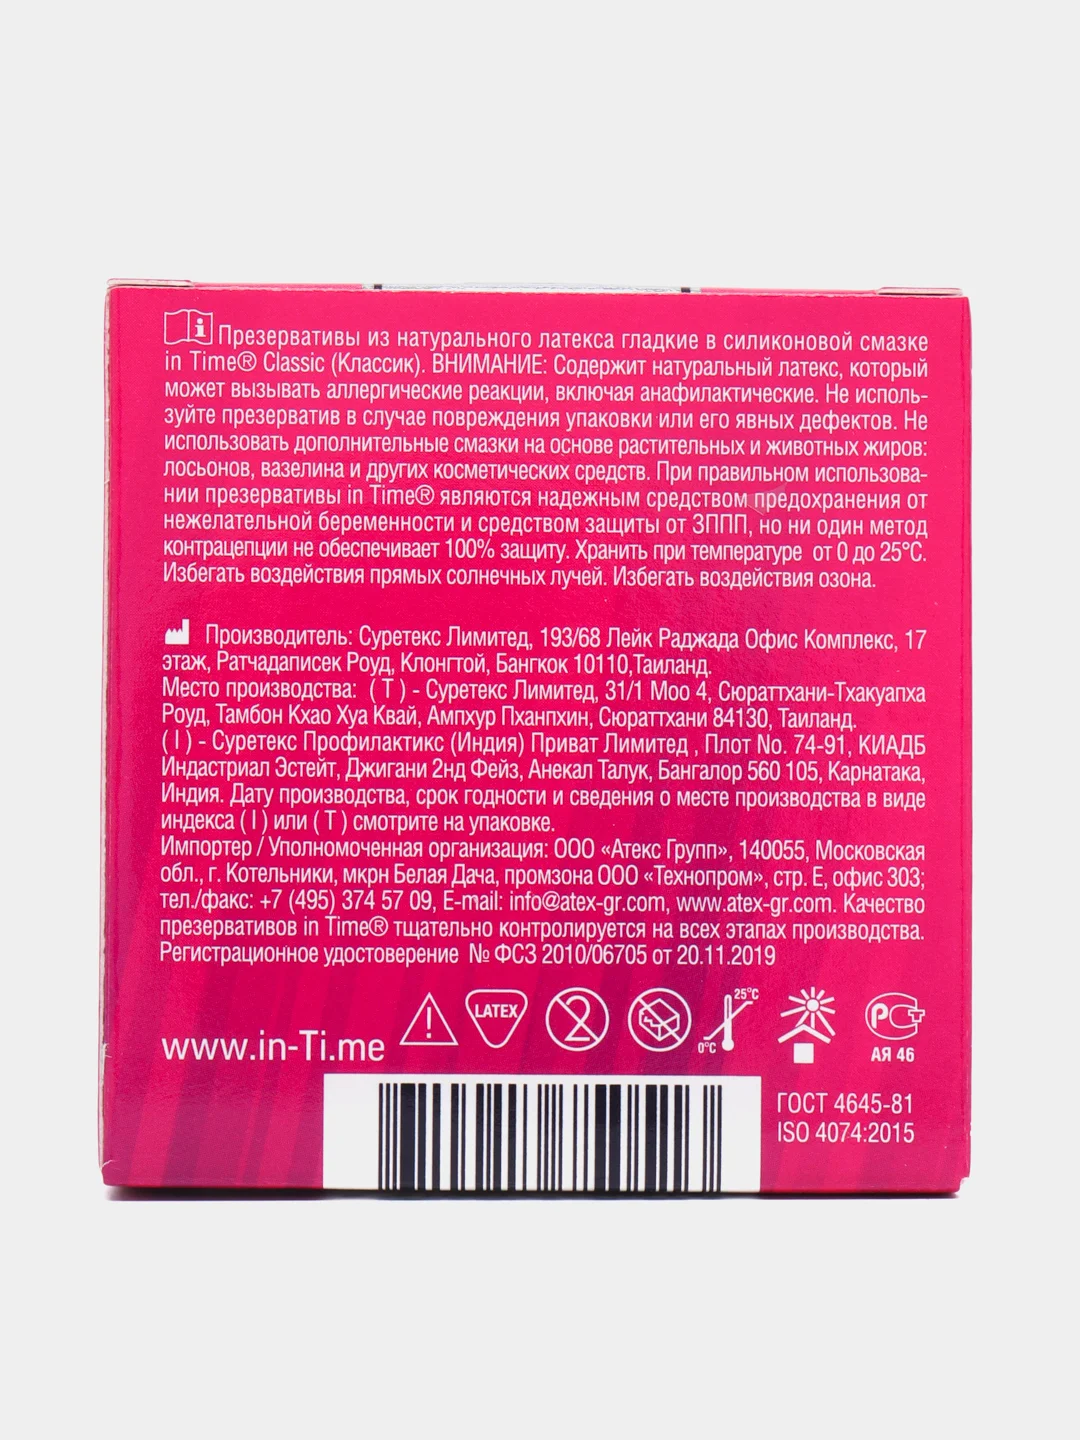 Презервативы из натурального латекса гладкие в силиконовой смазке
in Time® Classic (Классик). ВНИМАНИЕ: Содержит натуральный латекс, который
может вызывать аллергические реакции, включая анафилактические. Не исполь-
зуйте презерватив в случае повреждения упаковки или его явных дефектов. Не
использовать дополнительные смазки на основе растительных и животных жиров:
лосьонов, вазелина и других косметических средств. При правильном использова-
нии презервативы in Time® являются надежным средством предохранения от
нежелательной беременности и средством защиты от ЗППП, но ни один метод
контрацепции не обеспечивает 100% защиту. Хранить при температуре от 0 до 25°C.
Избегать воздействия прямых солнечных лучей. Избегать воздействия озона.
Производитель: Суретекс Лимитед, 193/68 Лейк Раджада Офис Комплекс, 17
этаж, Ратчадаписек Роуд, Клонгтой, Бангкок 10110,Таиланд.
Место производства: ( T ) - Суретекс Лимитед, 31/1 Моо 4, Сюраттхани-Тхакуапха
Роуд, Тамбон Кхао Хуа Квай, Ампхур Пханпхин, Сюраттхани 84130, Таиланд.
( I ) - Суретекс Профилактикс (Индия) Приват Лимитед , Плот No. 74-91, КИАДБ
Индастриал Эстейт, Джигани 2нд Фейз, Анекал Талук, Бангалор 560 105, Карнатака,
Индия. Дату производства, срок годности и сведения о месте производства в виде
индекса ( I ) или ( T ) смотрите на упаковке.
Импортер / Уполномоченная организация: ООО «Атекс Групп», 140055, Московская
обл., г. Котельники, мкрн Белая Дача, промзона ООО «Технопром», стр. Е, офис 303;
тел./факс: +7 (495) 374 57 09, E-mail: info@atex-gr.com, www.atex-gr.com. Качество
презервативов in Time® тщательно контролируется на всех этапах производства.
Регистрационное удостоверение № ФСЗ 2010/06705 от 20.11.2019
www.in-Ti.me
LATEX
2
25°C
0°C
АЯ 46
ГОСТ 4645-81
ISO 4074:2015